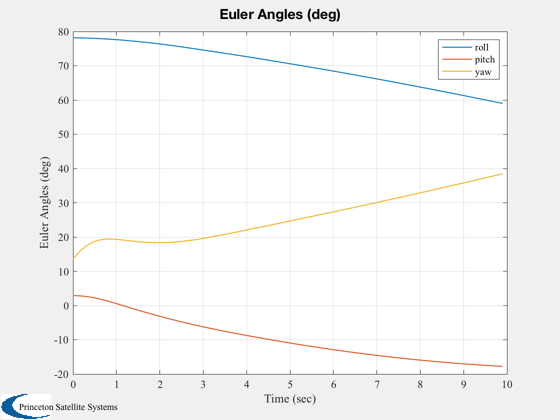 Euler Angles (deg)
80
70
60
50
40
30
20
10
0
-10
-20
Euler Angles (deg)
roll
pitch
yaw
0 1 2 3 4 5 6 7 8 9 10
Time (sec)
Princeton Satellite Systems